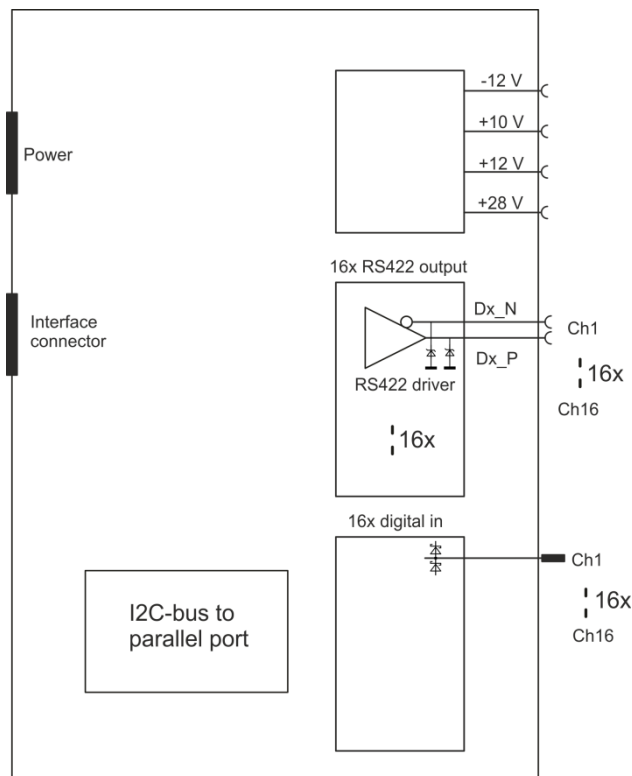 -12 V
+10 V
+12 V
+28 V
Power
16x RS422 output
Dx_N
Dx_P
RS422 driver
16x
Ch1
16x
Ch16
Interface
connector
16x digital in
Ch1
16x
Ch16
I2C-bus to
parallel port